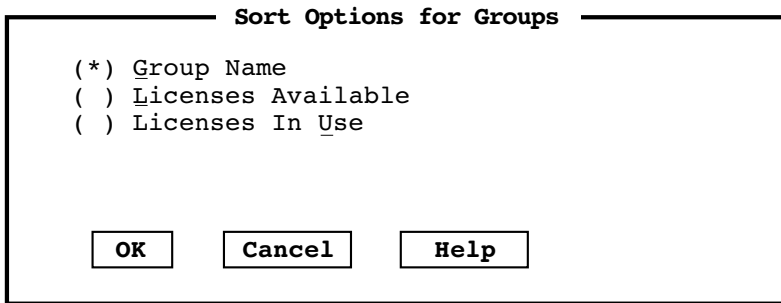 Sort Options for Groups
(*) Group Name
( ) Licenses Available
( ) Licenses In Use
OK Cancel Help